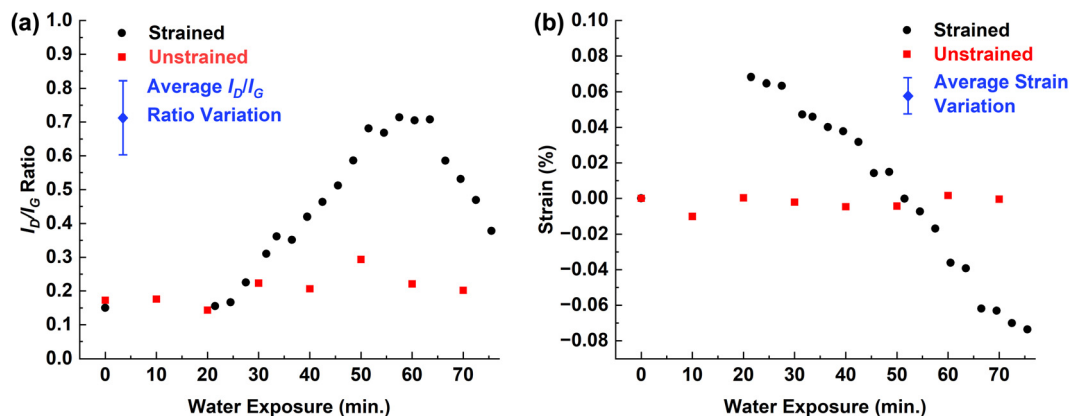 (a)
Strained
Unstrained
Average I_D/I_G
Ratio Variation
I_D/I_G Ratio
1.0
0.9
0.8
0.7
0.6
0.5
0.4
0.3
0.2
0.1
0.0
0 10 20 30 40 50 60 70
Water Exposure (min.)
(b)
Strained
Unstrained
Average Strain
Variation
Strain (%)
0.10
0.08
0.06
0.04
0.02
0.00
−0.02
−0.04
−0.06
−0.08
0 10 20 30 40 50 60 70
Water Exposure (min.)